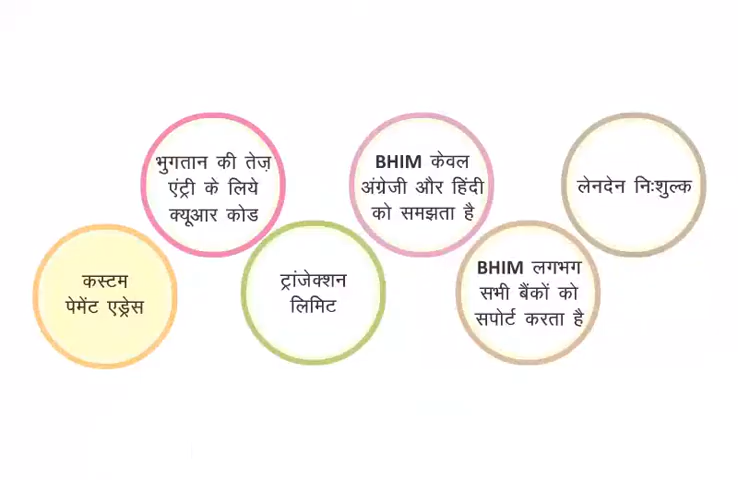 कस्टम
पेमेंट एड्रेस
भुगतान की तेज़
एंट्री के लिये
क्यूआर कोड
ट्रांजेक्शन
लिमिट
BHIM केवल
अंग्रेजी और हिंदी
को समझता है
BHIM लगभग
सभी बैंकों को
सपोर्ट करता है
लेनदेन निःशुल्क